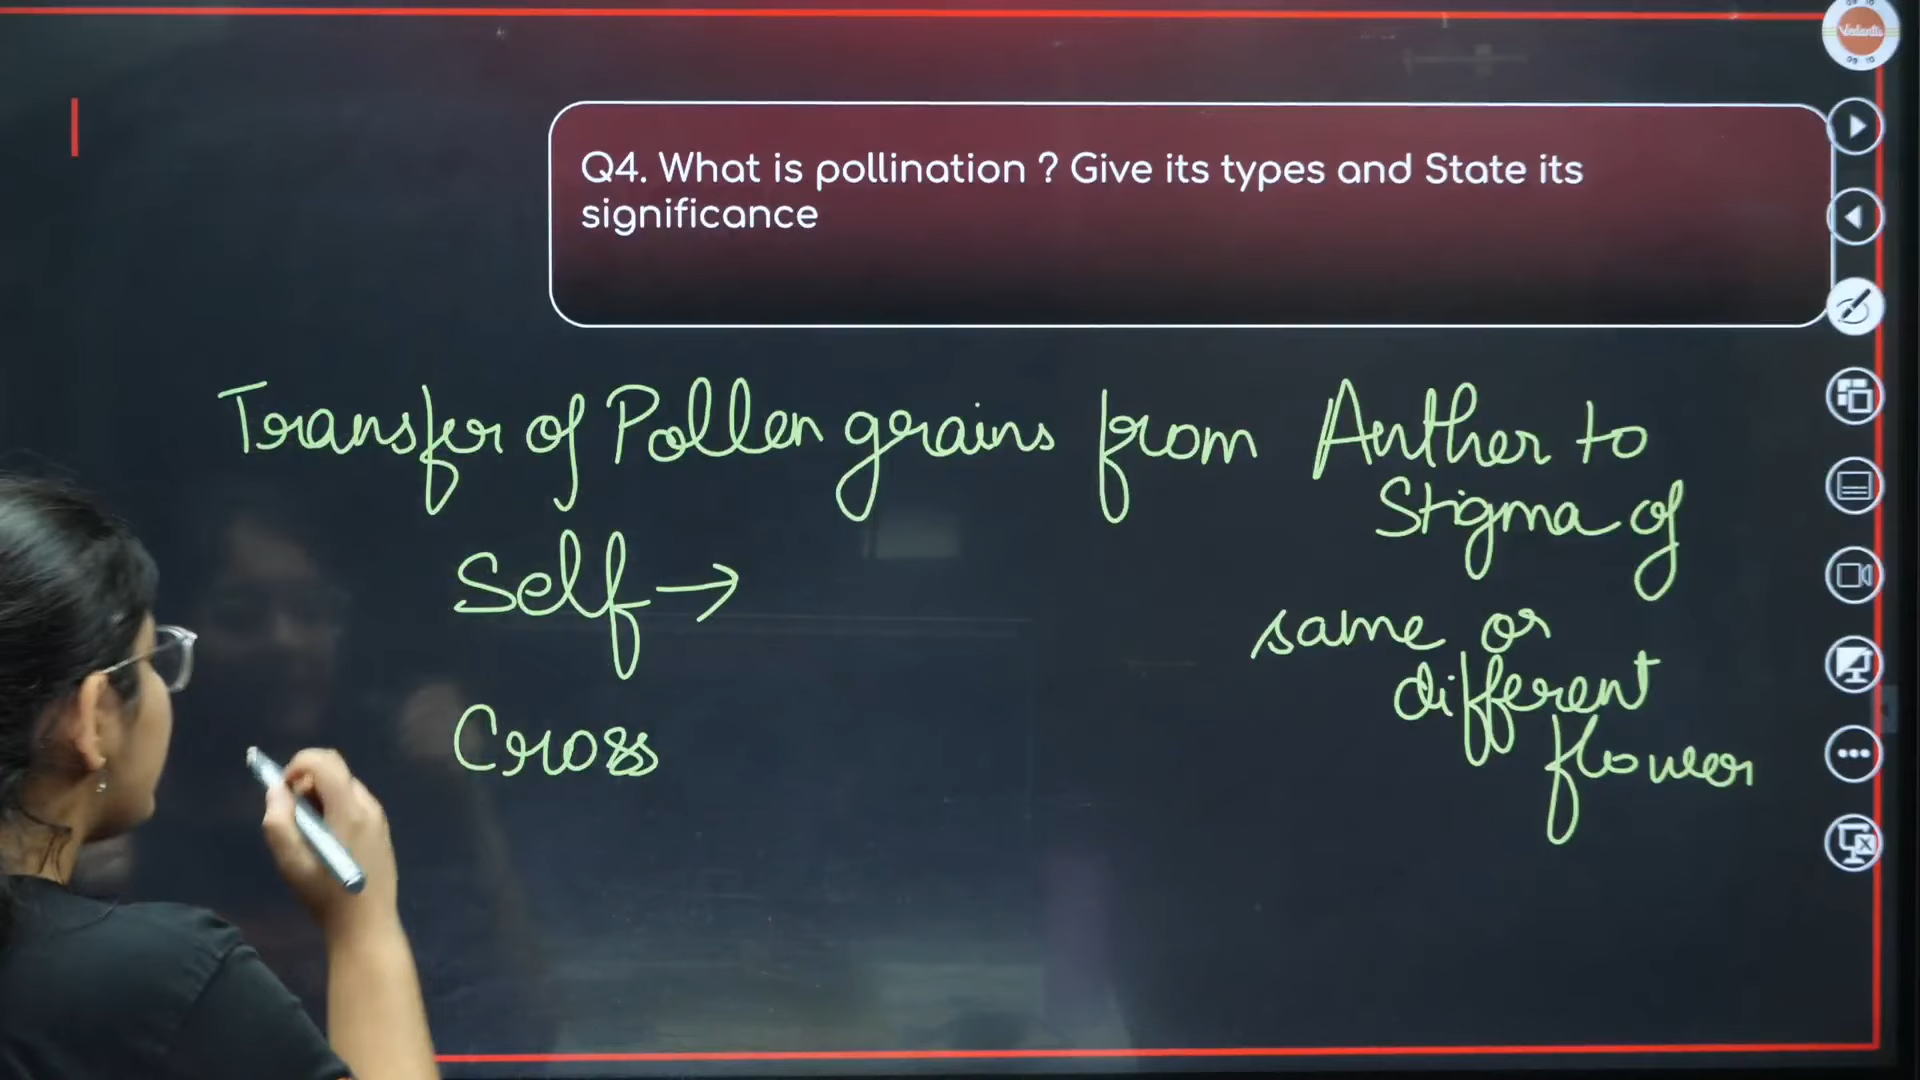 Vedantu
Q4. What is pollination ? Give its types and State its
significance
Transfer of Pollen grains from Anther to
Stigma of
Self →
same or
different
Cross
flower